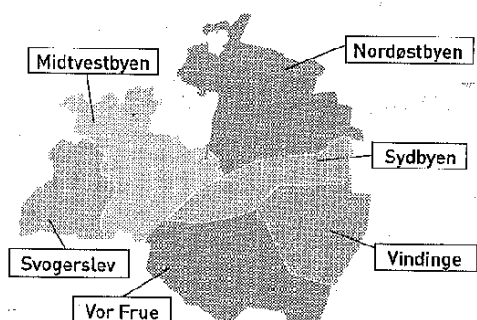 Nordøstbyen
Midtvestbyen
Sydbyen
Vindinge
Svogerslev
Vor Frue